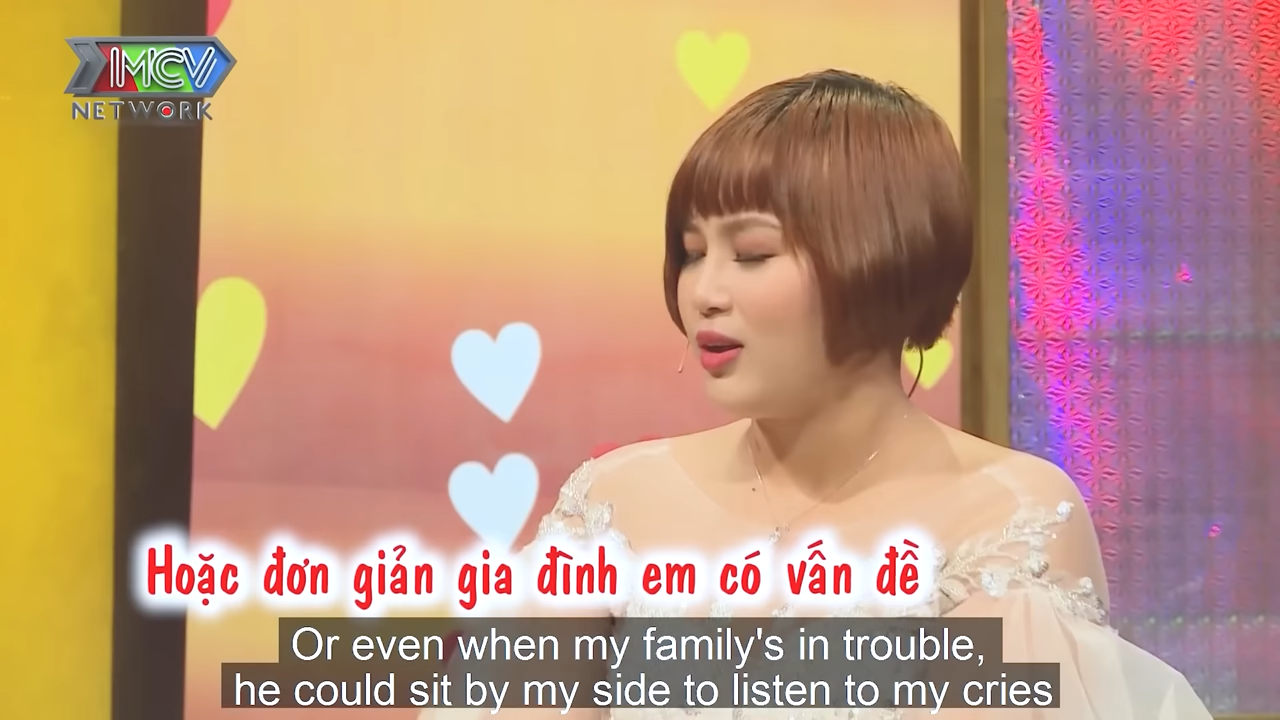 MCV
NETWORK
Hoặc đơn giản gia đình em có vấn đề
Or even when my family's in trouble,
he could sit by my side to listen to my cries